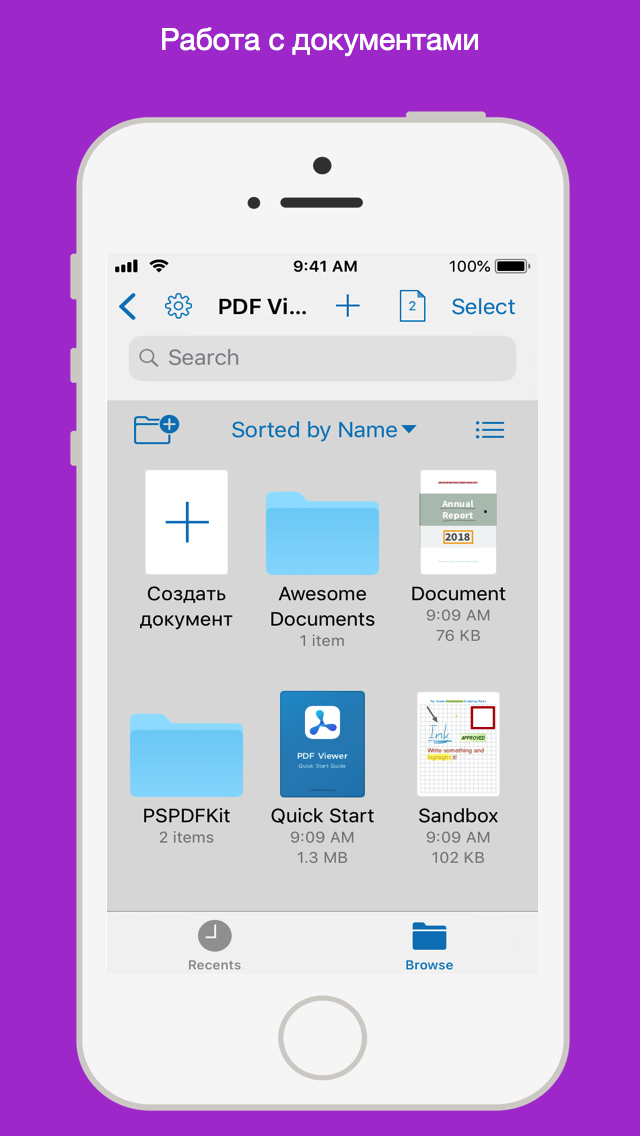 Работа с документами
9:41 AM
100%
PDF Vi...
2
Select
Search
Sorted by Name
Создать
документ
Awesome
Documents
1 item
Annual
Report
2018
Document
9:09 AM
76 KB
PSPDFKit
2 items
PDF Viewer
Quick Start Guide
Quick Start
9:09 AM
1.3 MB
Ink
APPROVED
Write something and
highlight it!
Sandbox
9:09 AM
102 KB
Recents
Browse